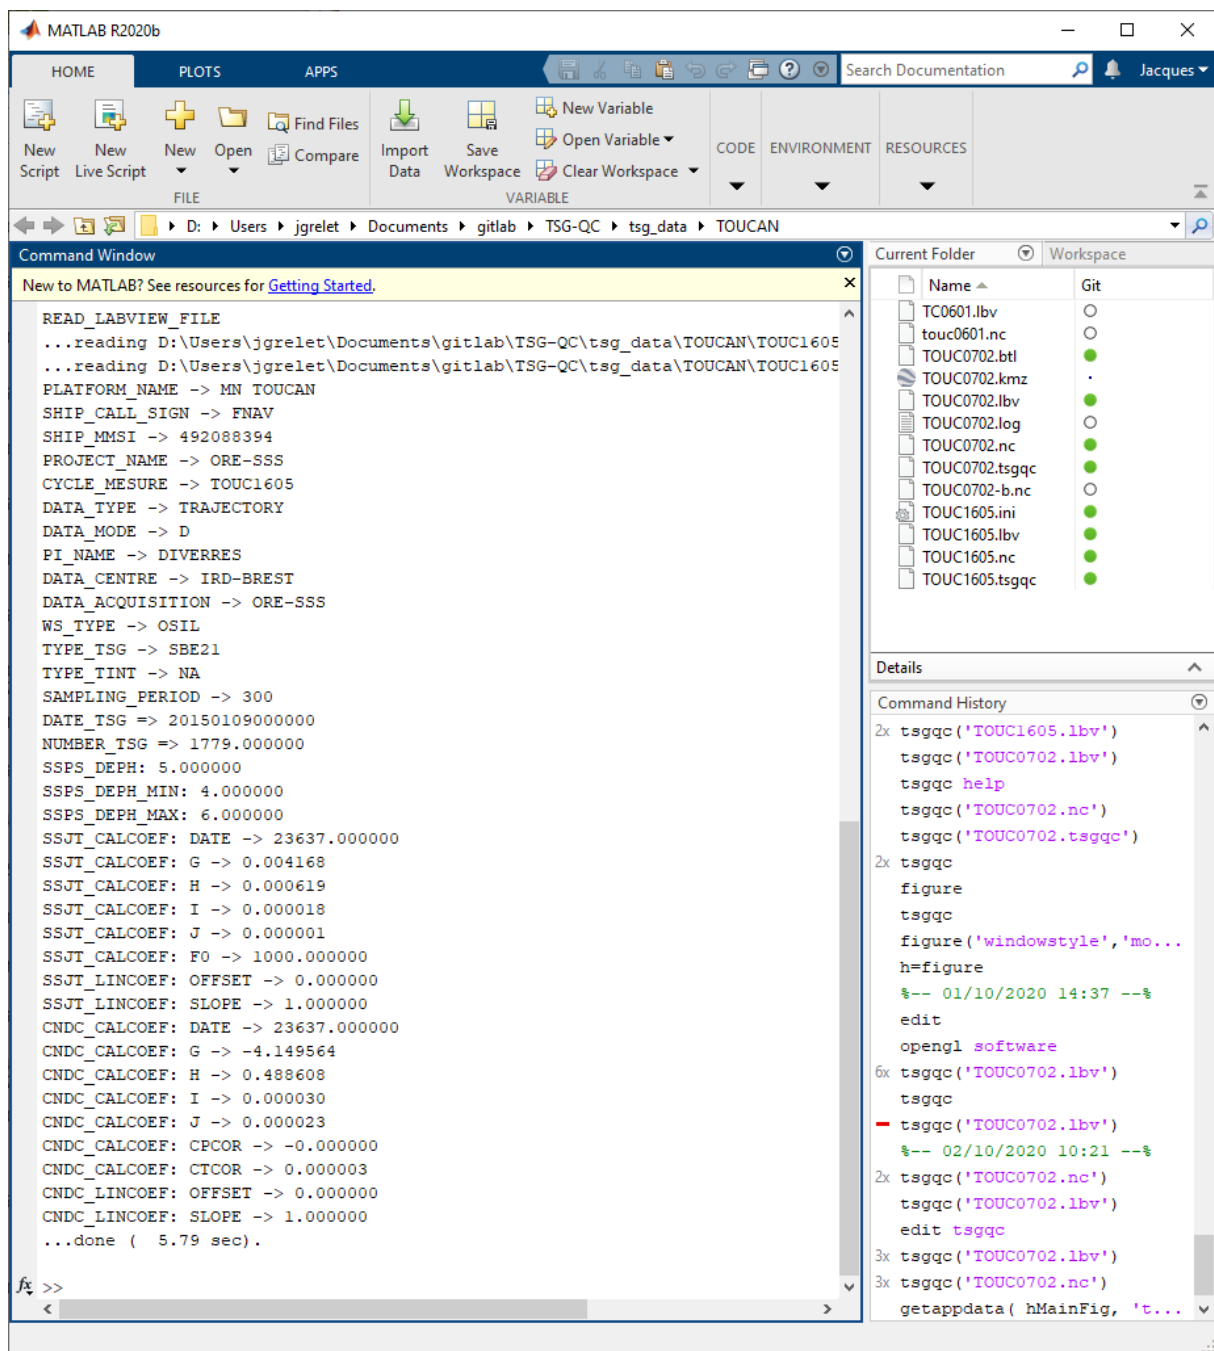 MATLAB R2020b
HOME PLOTS APPS
Search Documentation
Jacques
New Script
New Live Script
New
Open
Find Files
Compare
Import Data
Save Workspace
New Variable
Open Variable
Clear Workspace
CODE
ENVIRONMENT
RESOURCES
FILE
VARIABLE
D: Users jgrelet Documents gitlab TSG-QC tsg_data TOUCAN
Command Window
New to MATLAB? See resources for Getting Started.
READ_LABVIEW_FILE
...reading D:\Users\jgrelet\Documents\gitlab\TSG-QC\tsg_data\TOUCAN\TOUC1605
...reading D:\Users\jgrelet\Documents\gitlab\TSG-QC\tsg_data\TOUCAN\TOUC1605
PLATFORM_NAME -> MN TOUCAN
SHIP_CALL_SIGN -> FNAV
SHIP_MMSI -> 492088394
PROJECT_NAME -> ORE-SSS
CYCLE_MESURE -> TOUC1605
DATA_TYPE -> TRAJECTORY
DATA_MODE -> D
PI_NAME -> DIVERRES
DATA_CENTRE -> IRD-BREST
DATA_ACQUISITION -> ORE-SSS
WS_TYPE -> OSIL
TYPE_TSG -> SBE21
TYPE_TINT -> NA
SAMPLING_PERIOD -> 300
DATE_TSG => 20150109000000
NUMBER_TSG => 1779.000000
SSPS_DEPH: 5.000000
SSPS_DEPH_MIN: 4.000000
SSPS_DEPH_MAX: 6.000000
SSJT_CALCOEF: DATE -> 23637.000000
SSJT_CALCOEF: G -> 0.004168
SSJT_CALCOEF: H -> 0.000619
SSJT_CALCOEF: I -> 0.000018
SSJT_CALCOEF: J -> 0.000001
SSJT_CALCOEF: F0 -> 1000.000000
SSJT_LINCOEF: OFFSET -> 0.000000
SSJT_LINCOEF: SLOPE -> 1.000000
CNDC_CALCOEF: DATE -> 23637.000000
CNDC_CALCOEF: G -> -4.149564
CNDC_CALCOEF: H -> 0.488608
CNDC_CALCOEF: I -> 0.000030
CNDC_CALCOEF: J -> 0.000023
CNDC_CALCOEF: CPCOR -> -0.000000
CNDC_CALCOEF: CTCOR -> 0.000003
CNDC_LINCOEF: OFFSET -> 0.000000
CNDC_LINCOEF: SLOPE -> 1.000000
...done (  5.79 sec).
fx >>
Current Folder
Workspace
Name Git
TC0601.lbv
touc0601.nc
TOUC0702.btl
TOUC0702.kmz
TOUC0702.lbv
TOUC0702.log
TOUC0702.nc
TOUC0702.tsgqc
TOUC0702-b.nc
TOUC1605.ini
TOUC1605.lbv
TOUC1605.nc
TOUC1605.tsgqc
Details
Command History
2x tsgqc('TOUC1605.lbv')
tsgqc('TOUC0702.lbv')
tsgqc help
tsgqc('TOUC0702.nc')
tsgqc('TOUC0702.tsgqc')
2x tsgqc
figure
tsgqc
figure('windowstyle','mo...
h=figure
%-- 01/10/2020 14:37 --%
edit
opengl software
6x tsgqc('TOUC0702.lbv')
tsgqc
tsgqc('TOUC0702.lbv')
%-- 02/10/2020 10:21 --%
2x tsgqc('TOUC0702.nc')
tsgqc('TOUC0702.lbv')
edit tsgqc
3x tsgqc('TOUC0702.lbv')
3x tsgqc('TOUC0702.nc')
getappdata( hMainFig, 't...